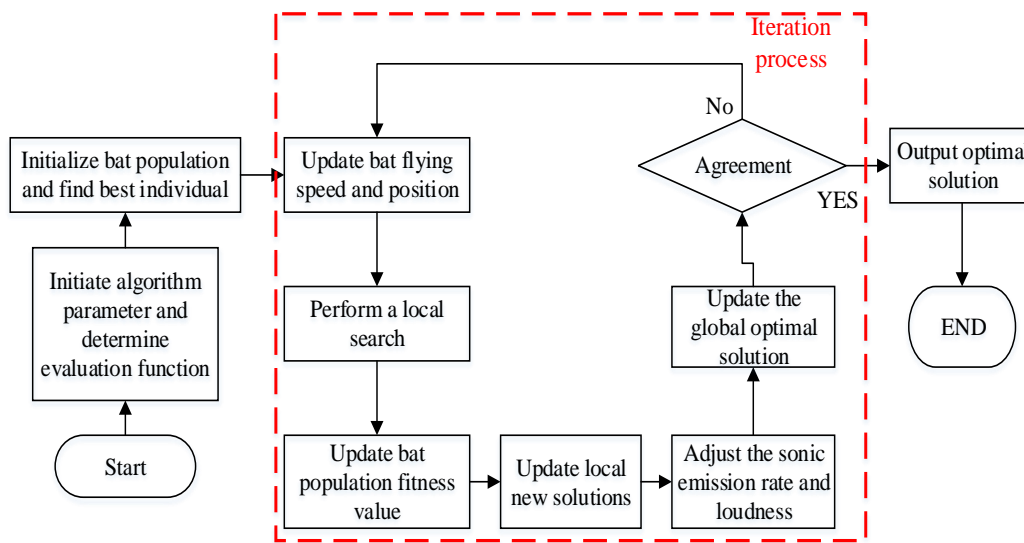 Iteration
process
No
Initialize bat population
and find best individual
Update bat flying
speed and position
Agreement
YES
Output optimal
solution
Initiate algorithm
parameter and
determine
evaluation function
Perform a local
search
Update the
global optimal
solution
END
Start
Update bat
population fitness
value
Update local
new solutions
Adjust the sonic
emission rate and
loudness